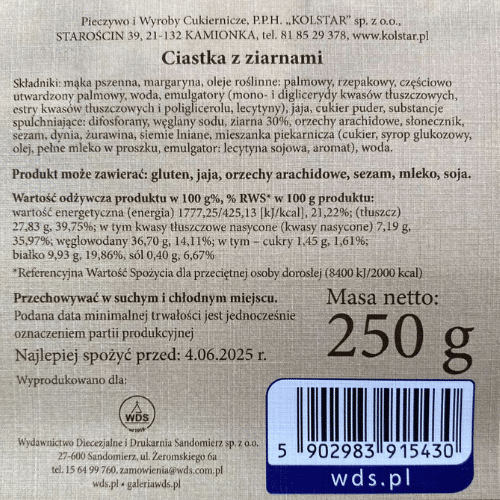 Pieczywo i Wyroby Cukiernicze, P.P.H. „KOLSTAR” sp. z o.o.,
STAROŚCIN 39, 21-132 KAMIONKA, tel. 81 85 29 378, www.kolstar.pl
Ciastka z ziarnami
Składniki: mąka pszenna, margaryna, oleje roślinne: palmowy, rzepakowy, częściowo
utwardzony palmowy, woda, emulgatory (mono- i diglicerydy kwasów tłuszczowych,
estry kwasów tłuszczowych i poliglicerolu, lecytyny), jaja, cukier puder, substancje
spulchniające: difosforany, węglany sodu, ziarna 30%, orzechy arachidowe, słonecznik,
sezam, dynia, żurawina, siemie lniane, mieszanka piekarnicza (cukier, syrop glukozowy,
olej, pełne mleko w proszku, emulgator: lecytyna sojowa, aromat), woda.
Produkt może zawierać: gluten, jaja, orzechy arachidowe, sezam, mleko, soja.
Wartość odżywcza produktu w 100 g%, % RWS* w 100 g produktu:
wartość energetyczna (energia) 1777,25/425,13 [kJ/kcal], 21,22%; (tłuszcz)
27,83 g, 39,75%; w tym kwasy tłuszczowe nasycone (kwasy nasycone) 7,19 g,
35,97%; węglowodany 36,70 g, 14,11%; w tym – cukry 1,45 g, 1,61%;
białko 9,93 g, 19,86%, sól 0,40 g, 6,67%
*Referencyjna Wartość Spożycia dla przeciętnej osoby dorosłej (8400 kJ/2000 kcal)
Przechowywać w suchym i chłodnym miejscu.
Podana data minimalnej trwałości jest jednocześnie
oznaczeniem partii produkcyjnej
Najlepiej spożyć przed: 4.06.2025 r.
Masa netto:
250 g
Wyprodukowano dla:
WDS
Wydawnictwo Diecezjalne i Drukarnia Sandomierz sp. z o.o.
27-600 Sandomierz, ul. Żeromskiego 6a
tel. 15 64 99 760, zamowienia@wds.com.pl
wds.pl • galeriawds.pl
5 902983 915430
wds.pl